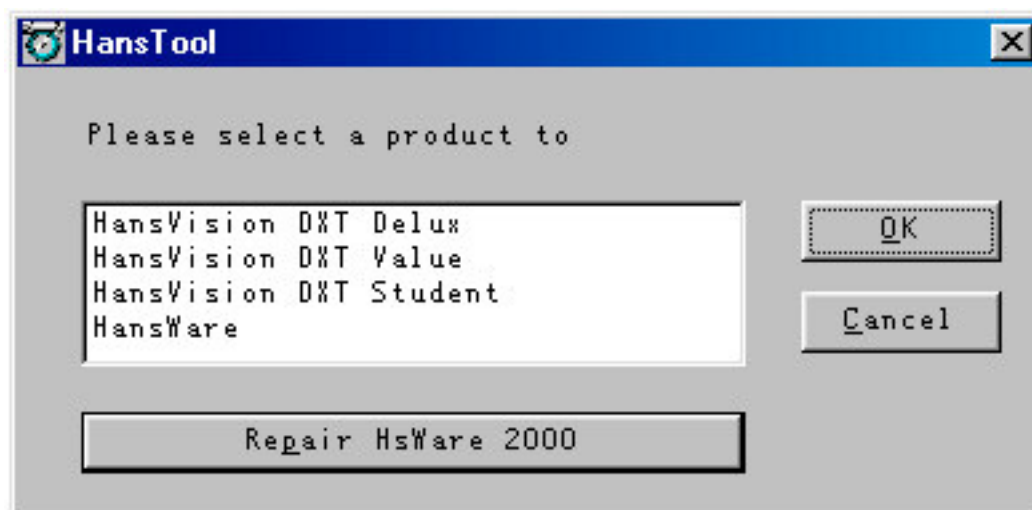 HansTool
Please select a product to
HansVision DXT Delux
HansVision DXT Value
HansVision DXT Student
HansWare
OK
Cancel
Repair HsWare 2000